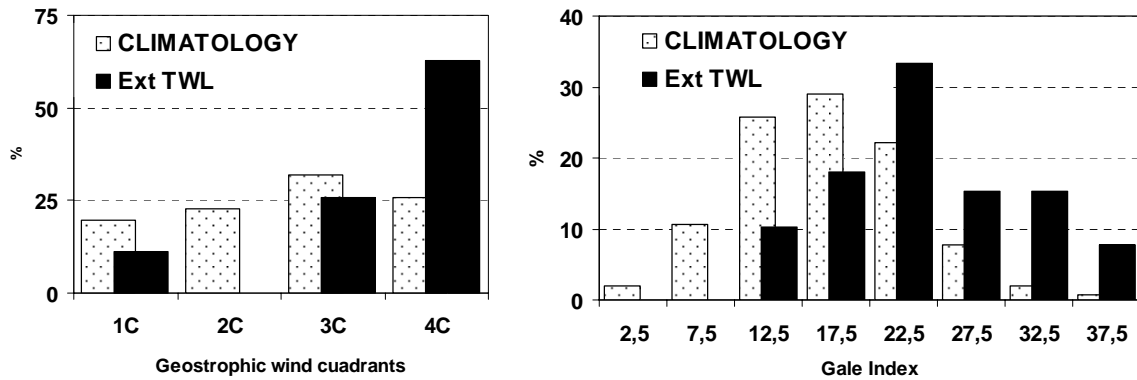 75
50
25
0
%
CLIMATOLOGY
Ext TWL
1C 2C 3C 4C
Geostrophic wind cuadrants
40
30
20
10
0
%
CLIMATOLOGY
Ext TWL
2,5 7,5 12,5 17,5 22,5 27,5 32,5 37,5
Gale Index